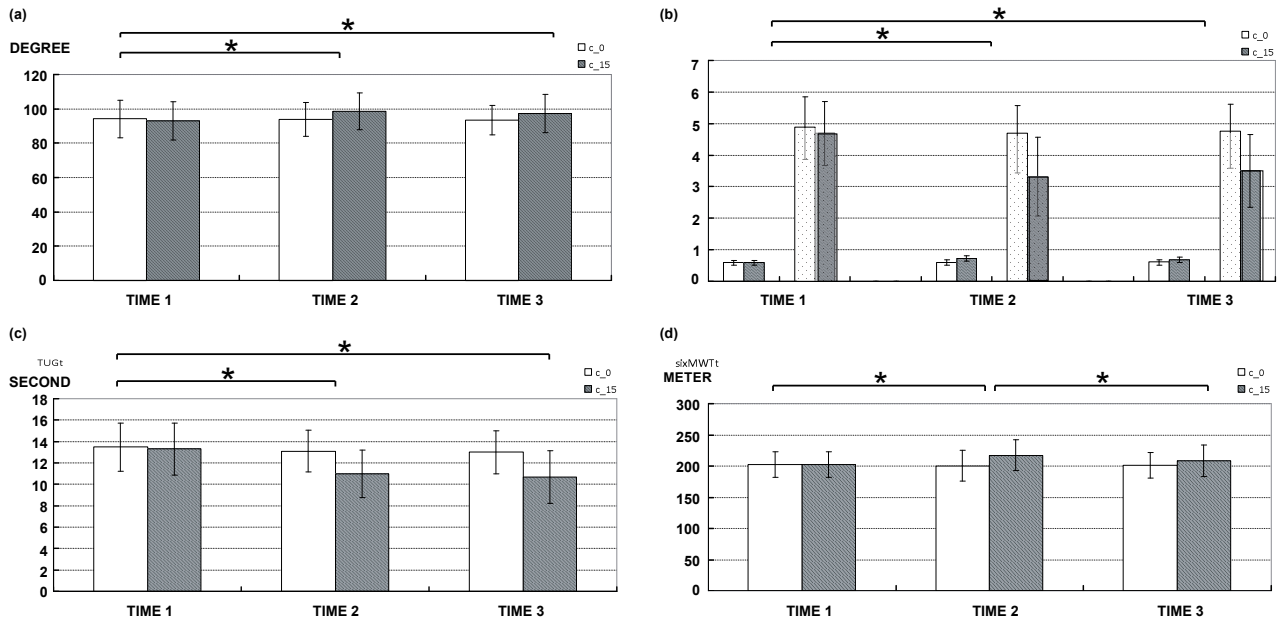 (a)
DEGREE
*
*
c_0
c_15
120
100
80
60
40
20
0
TIME 1 TIME 2 TIME 3
(b)
*
*
c_0
c_15
7
6
5
4
3
2
1
0
TIME 1 TIME 2 TIME 3
(c)
TUGt
SECOND
*
*
c_0
c_15
18
16
14
12
10
8
6
4
2
0
TIME 1 TIME 2 TIME 3
(d)
sixMWTt
METER
* *
c_0
c_15
300
250
200
150
100
50
0
TIME 1 TIME 2 TIME 3